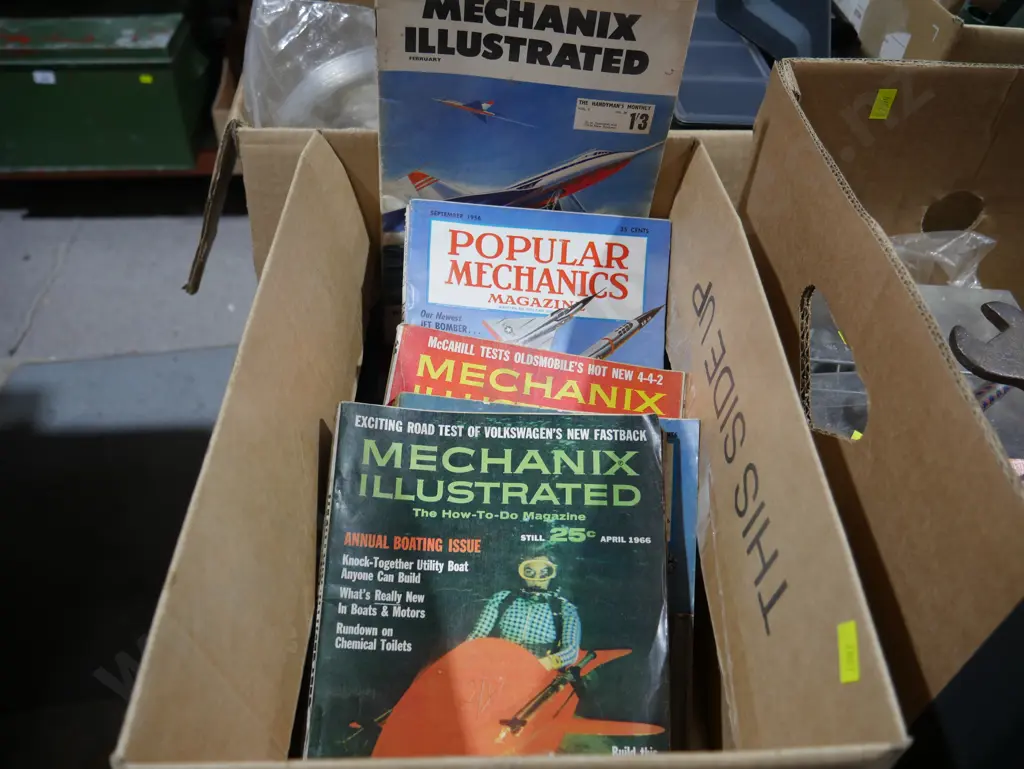 MECHANIX
ILLUSTRATED
FEBRUARY
THE HANDYMAN'S MONTHLY
1'3
SEPTEMBER 1956
35 CENTS
POPULAR
MECHANICS
MAGAZIN
Our Newest
JET BOMBER...
McCAHILL TESTS OLDSMOBILE'S HOT NEW 4-4-2
MECHANIX
EXCITING ROAD TEST OF VOLKSWAGEN'S NEW FASTBACK
MECHANIX
ILLUSTRATED
The How-To-Do Magazine
STILL 25c APRIL 1966
ANNUAL BOATING ISSUE
Knock-Together Utility Boat
Anyone Can Build
What's Really New
In Boats & Motors
Rundown on
Chemical Toilets
Build this
THIS SIDE UP